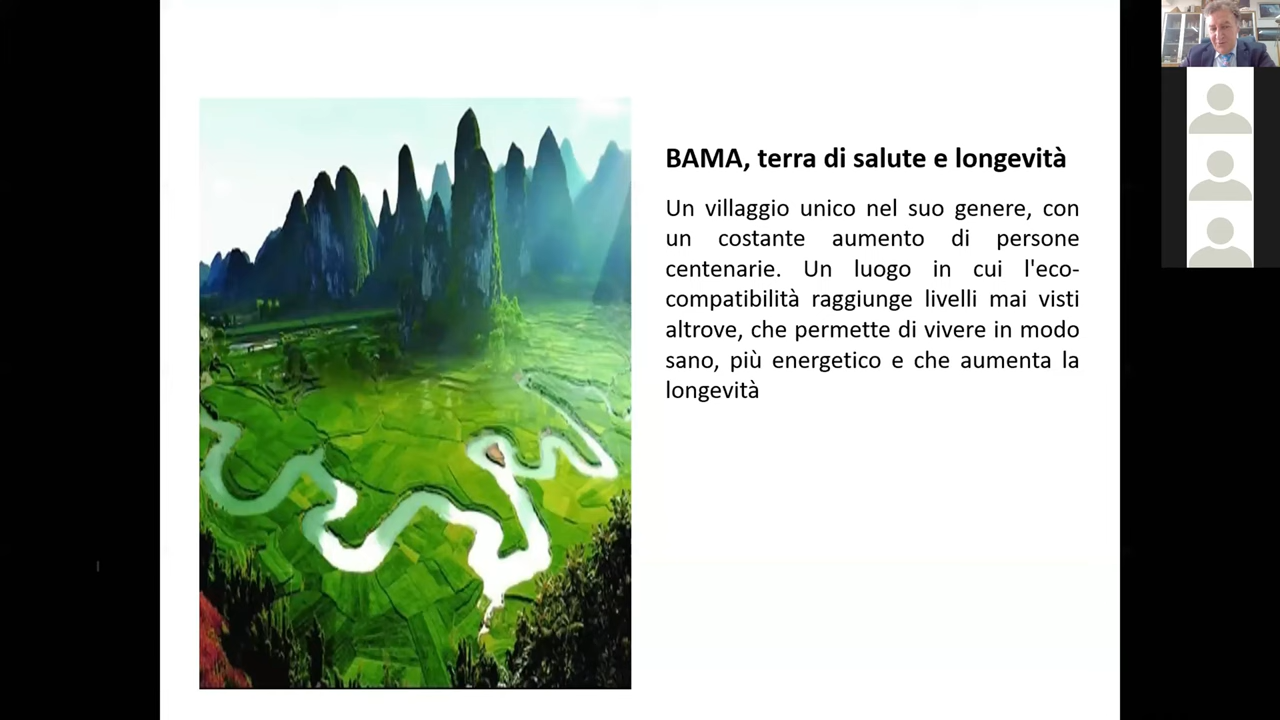 BAMA, terra di salute e longevità
Un villaggio unico nel suo genere, con
un costante aumento di persone
centenarie. Un luogo in cui l'eco-
compatibilità raggiunge livelli mai visti
altrove, che permette di vivere in modo
sano, più energetico e che aumenta la
longevità